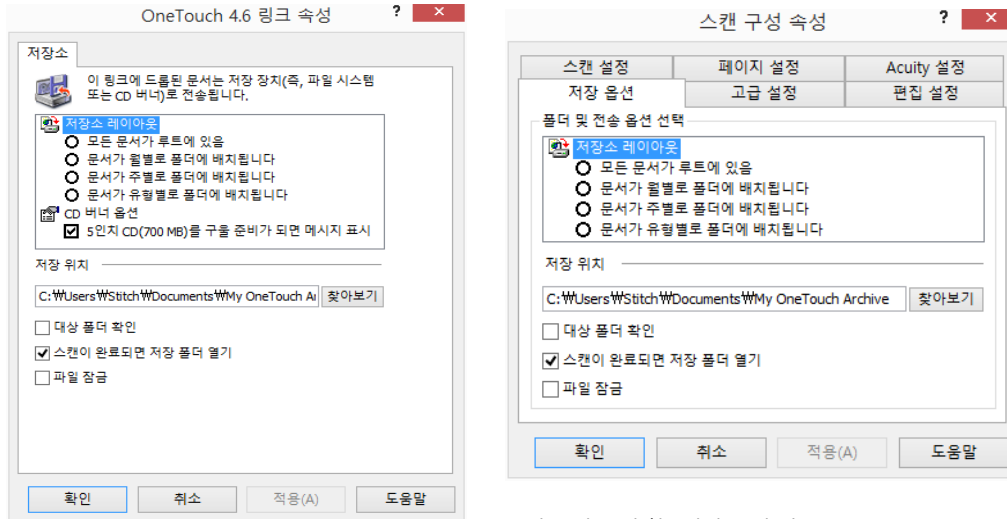 OneTouch 4.6 링크 속성
?
×
저장소
이 링크에 드롭된 문서는 저장 장치(즉, 파일 시스템
또는 CD 버너)로 전송됩니다.
저장소 레이아웃
모든 문서가 루트에 있음
문서가 월별로 폴더에 배치됩니다
문서가 주별로 폴더에 배치됩니다
문서가 유형별로 폴더에 배치됩니다
CD 버너 옵션
5인치 CD(700 MB)를 구울 준비가 되면 메시지 표시
저장 위치
C:₩Users₩Stitch₩Documents₩My OneTouch Ar
찾아보기
대상 폴더 확인
스캔이 완료되면 저장 폴더 열기
파일 잠금
확인
취소
적용(A)
도움말
스캔 구성 속성
?
×
스캔 설정
페이지 설정
Acuity 설정
저장 옵션
고급 설정
편집 설정
폴더 및 전송 옵션 선택
저장소 레이아웃
모든 문서가 루트에 있음
문서가 월별로 폴더에 배치됩니다
문서가 주별로 폴더에 배치됩니다
문서가 유형별로 폴더에 배치됩니다
저장 위치
C:₩Users₩Stitch₩Documents₩My OneTouch Archive
찾아보기
대상 폴더 확인
스캔이 완료되면 저장 폴더 열기
파일 잠금
확인
취소
적용(A)
도움말